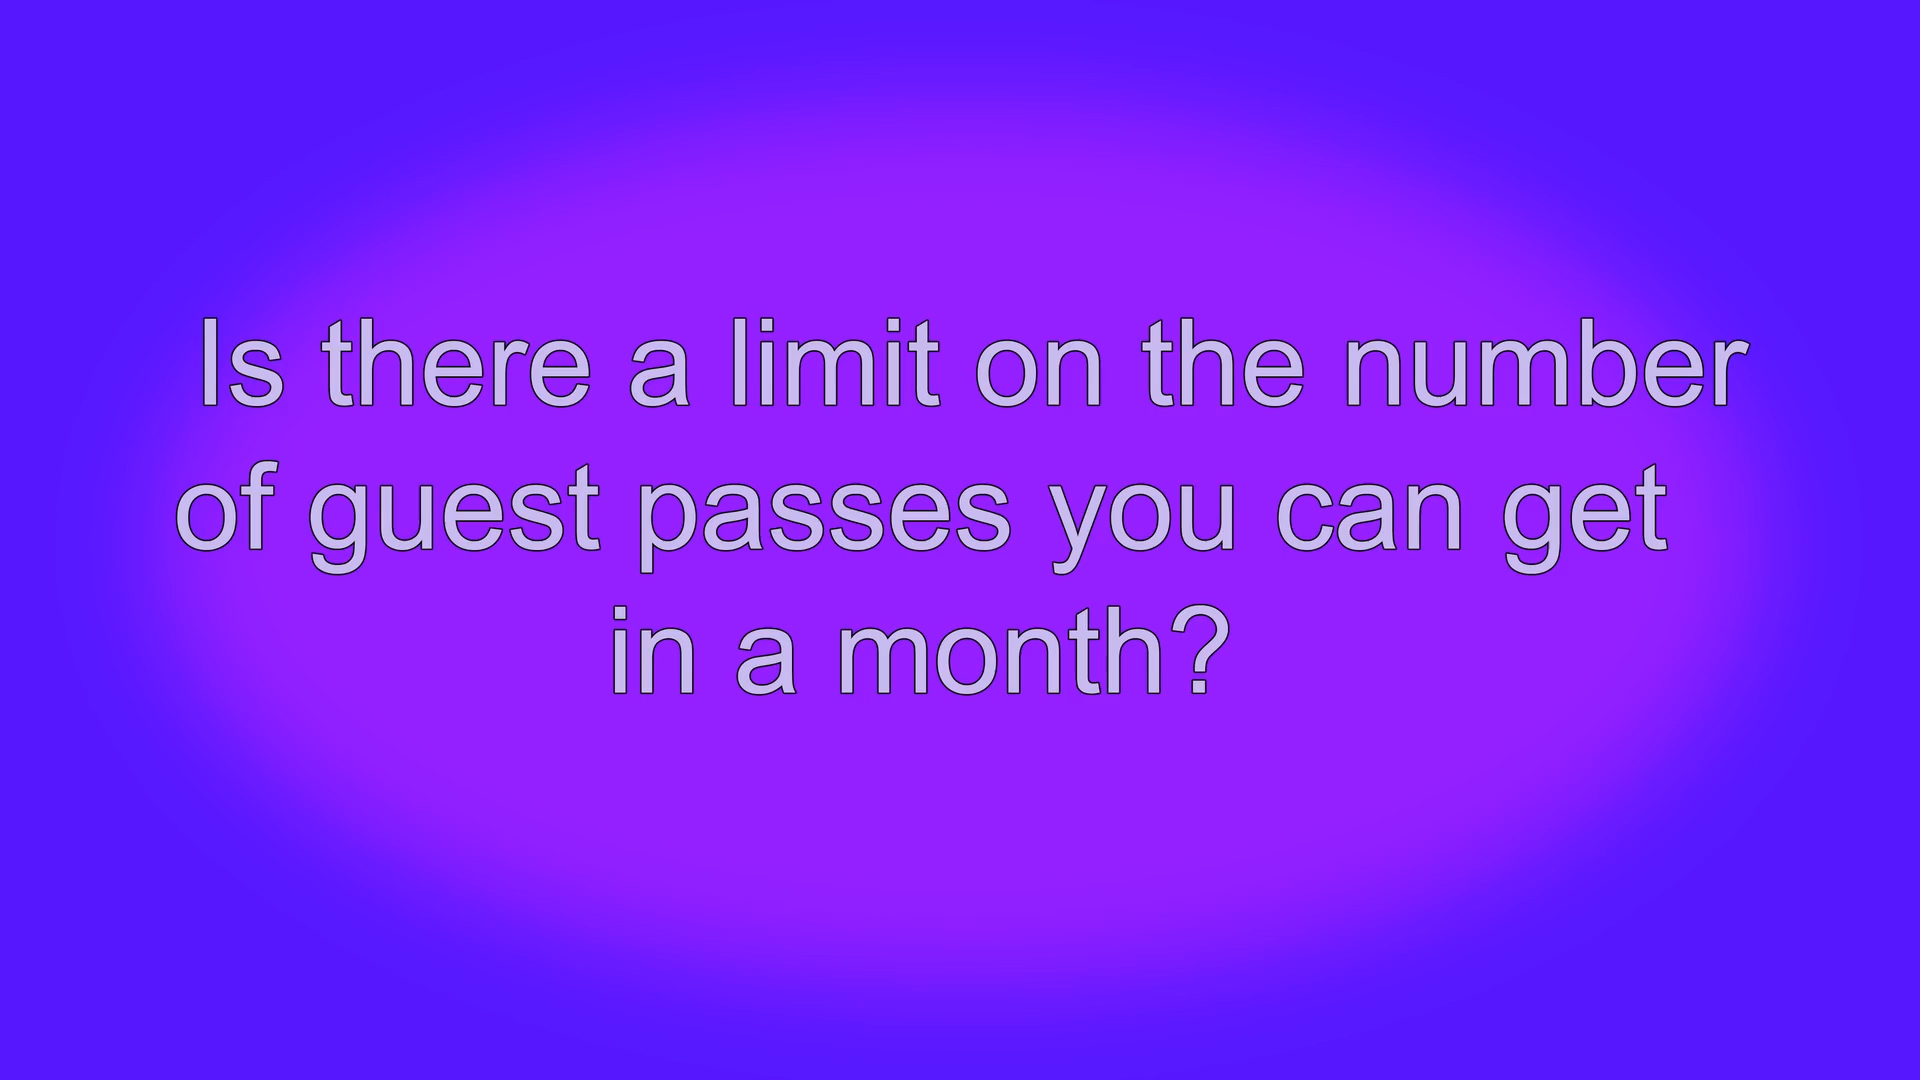 Is there a limit on the number
of guest passes you can get
in a month?